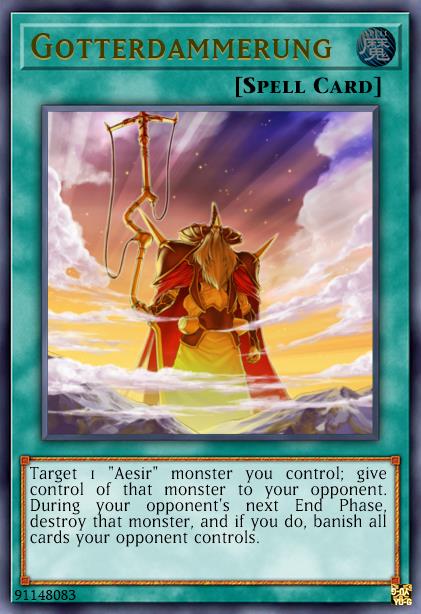 GOTTERDAMMERUNG
[SPELL CARD]
Target 1 "Aesir" monster you control; give
control of that monster to your opponent.
During your opponent's next End Phase,
destroy that monster, and if you do, banish all
cards your opponent controls.
91148083